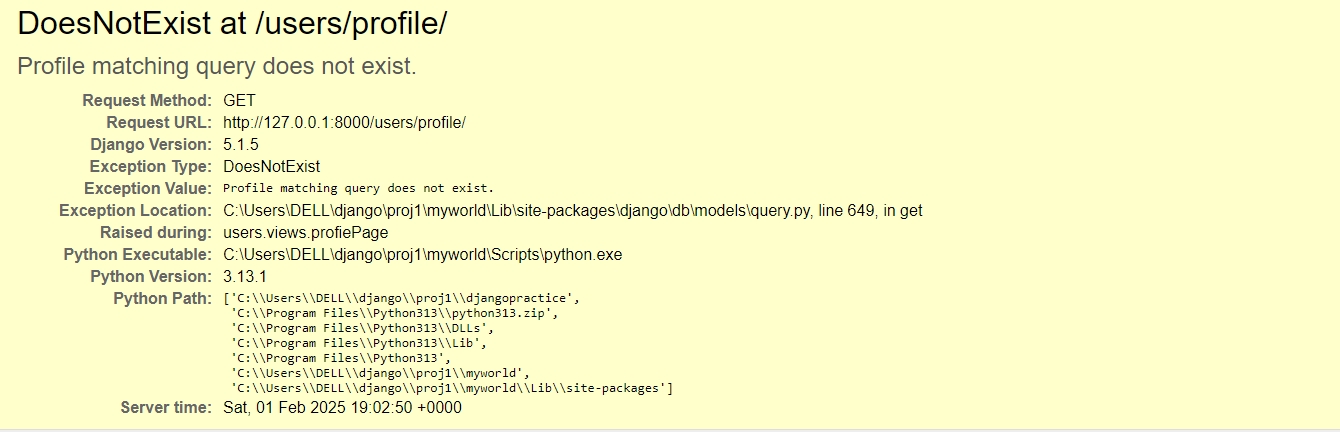 DoesNotExist at /users/profile/
Profile matching query does not exist.
Request Method: GET
Request URL: http://127.0.0.1:8000/users/profile/
Django Version: 5.1.5
Exception Type: DoesNotExist
Exception Value: Profile matching query does not exist.
Exception Location: C:\Users\DELL\django\proj1\myworld\Lib\site-packages\django\db\models\query.py, line 649, in get
Raised during: users.views.profiePage
Python Executable: C:\Users\DELL\django\proj1\myworld\Scripts\python.exe
Python Version: 3.13.1
Python Path: ['C:\\Users\\DELL\\django\\proj1\\djangopractice',
'C:\\Program Files\\Python313\\python313.zip',
'C:\\Program Files\\Python313\\DLLs',
'C:\\Program Files\\Python313\\Lib',
'C:\\Program Files\\Python313',
'C:\\Users\\DELL\\django\\proj1\\myworld',
'C:\\Users\\DELL\\django\\proj1\\myworld\\Lib\\site-packages']
Server time: Sat, 01 Feb 2025 19:02:50 +0000